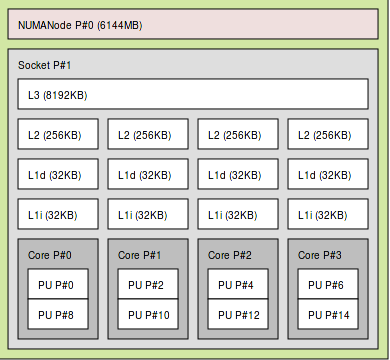 NUMANode P#0 (6144MB)
Socket P#1
L3 (8192KB)
L2 (256KB) L2 (256KB) L2 (256KB) L2 (256KB)
L1d (32KB) L1d (32KB) L1d (32KB) L1d (32KB)
L1i (32KB) L1i (32KB) L1i (32KB) L1i (32KB)
Core P#0 Core P#1 Core P#2 Core P#3
PU P#0 PU P#2 PU P#4 PU P#6
PU P#8 PU P#10 PU P#12 PU P#14